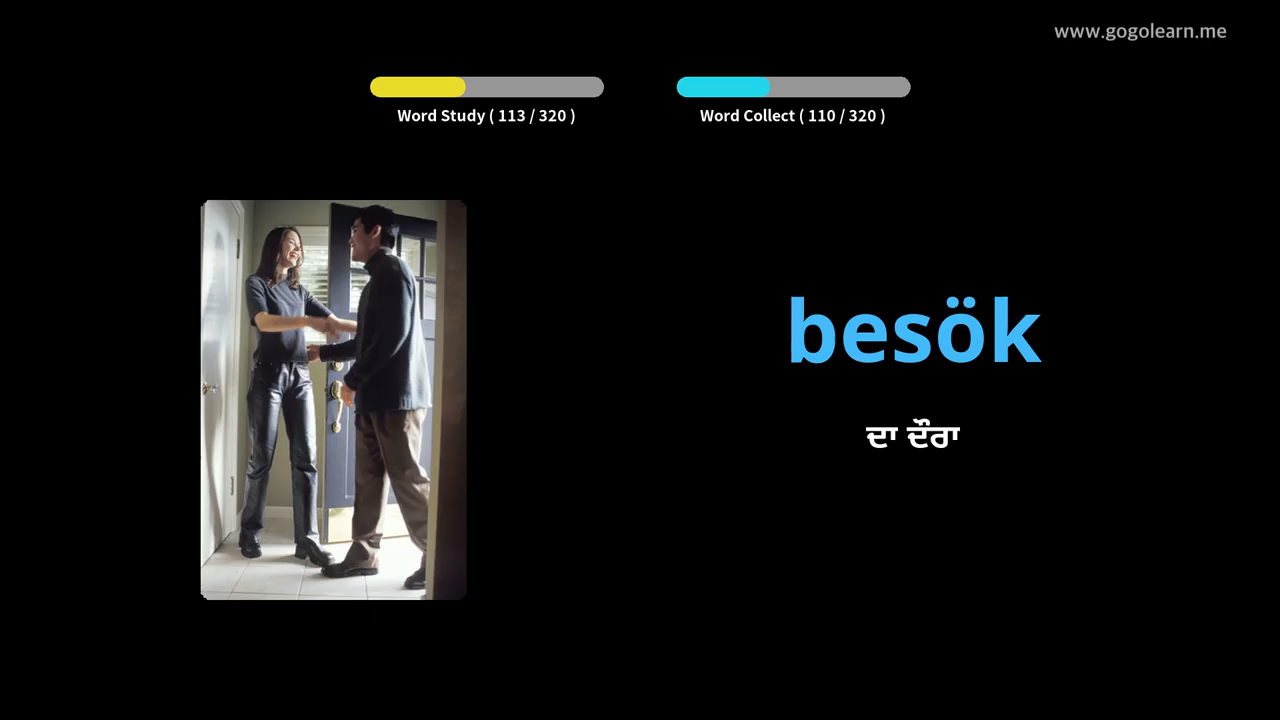 www.gogolearn.me
Word Study ( 113 / 320 )
Word Collect ( 110 / 320 )
besök
ਦਾ ਦੌਰਾ